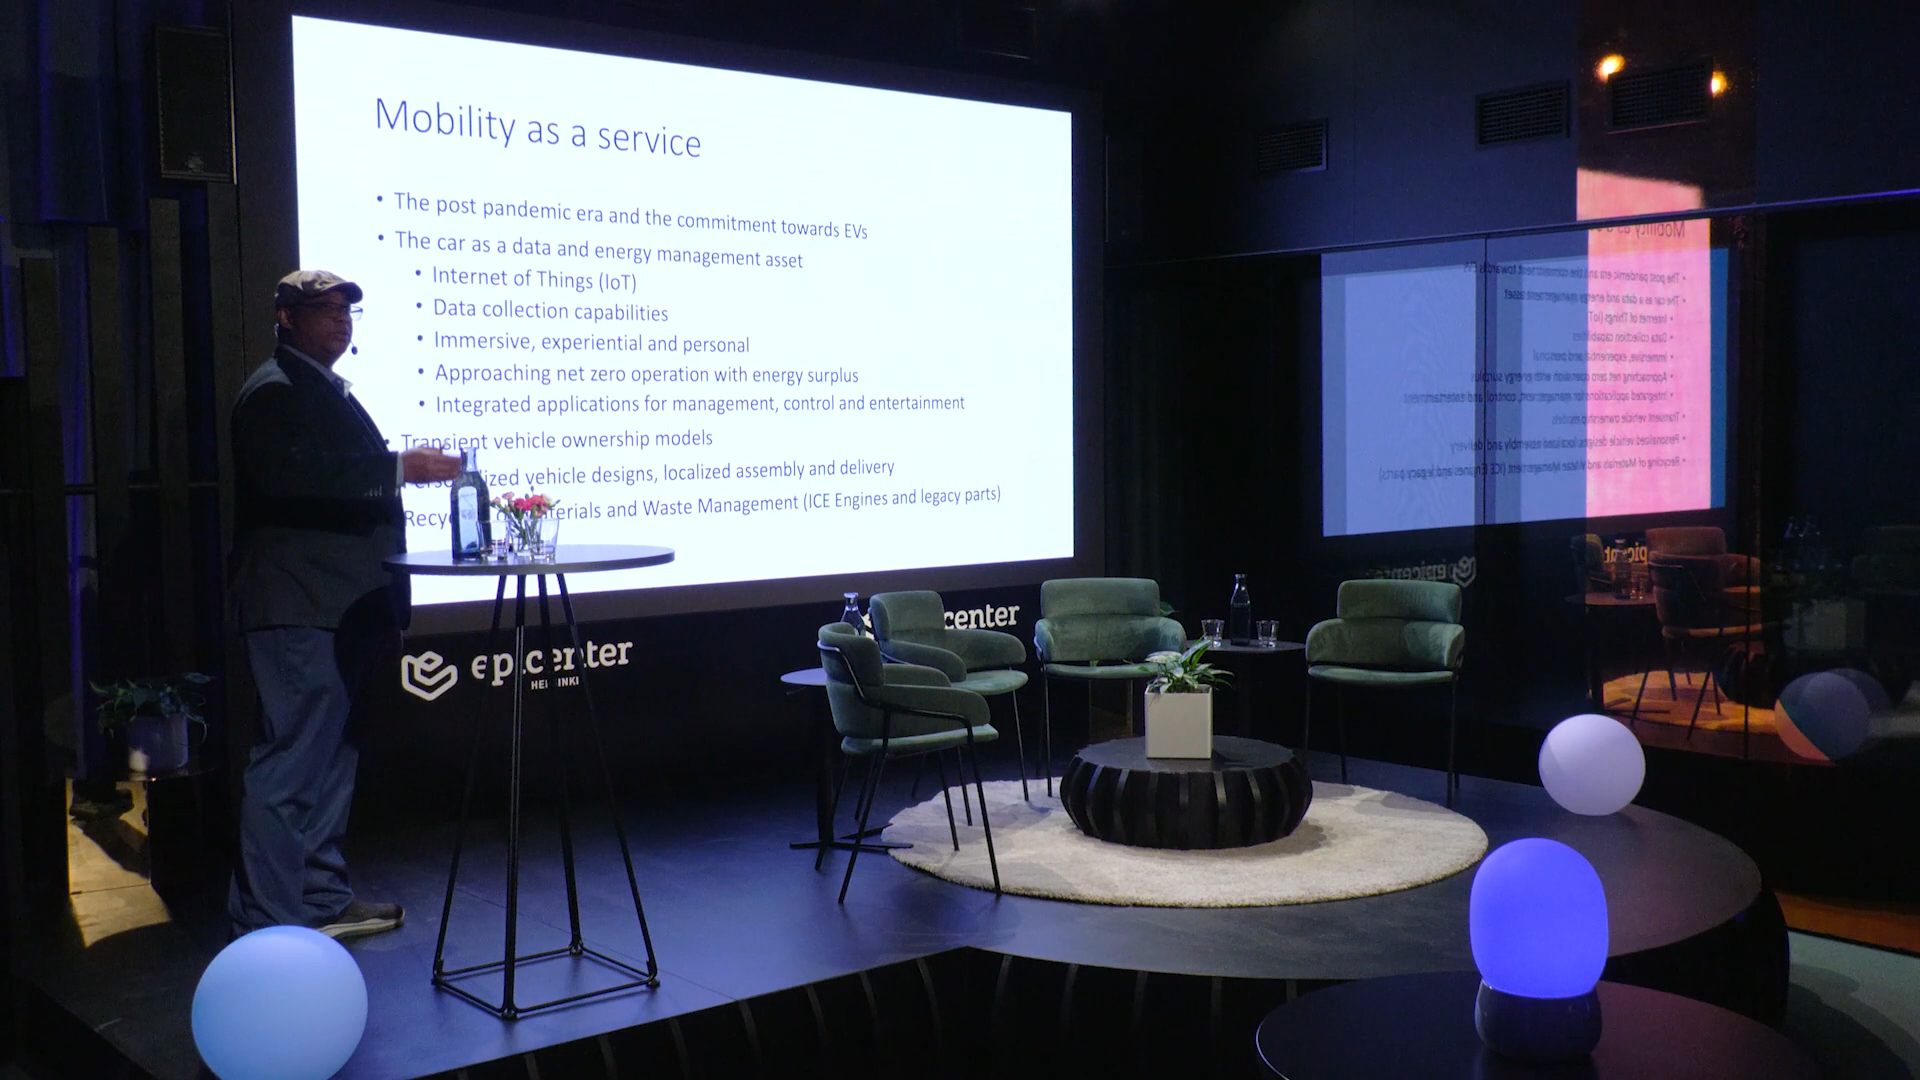 Mobility as a service
• The post pandemic era and the commitment towards EVs
• The car as a data and energy management asset
• Internet of Things (IoT)
• Data collection capabilities
• Immersive, experiential and personal
• Approaching net zero operation with energy surplus
• Integrated applications for management, control and entertainment
• Transient vehicle ownership models
ized vehicle designs, localized assembly and delivery
Recy erials and Waste Management (ICE Engines and legacy parts)
epicenter
HELSINKI
center